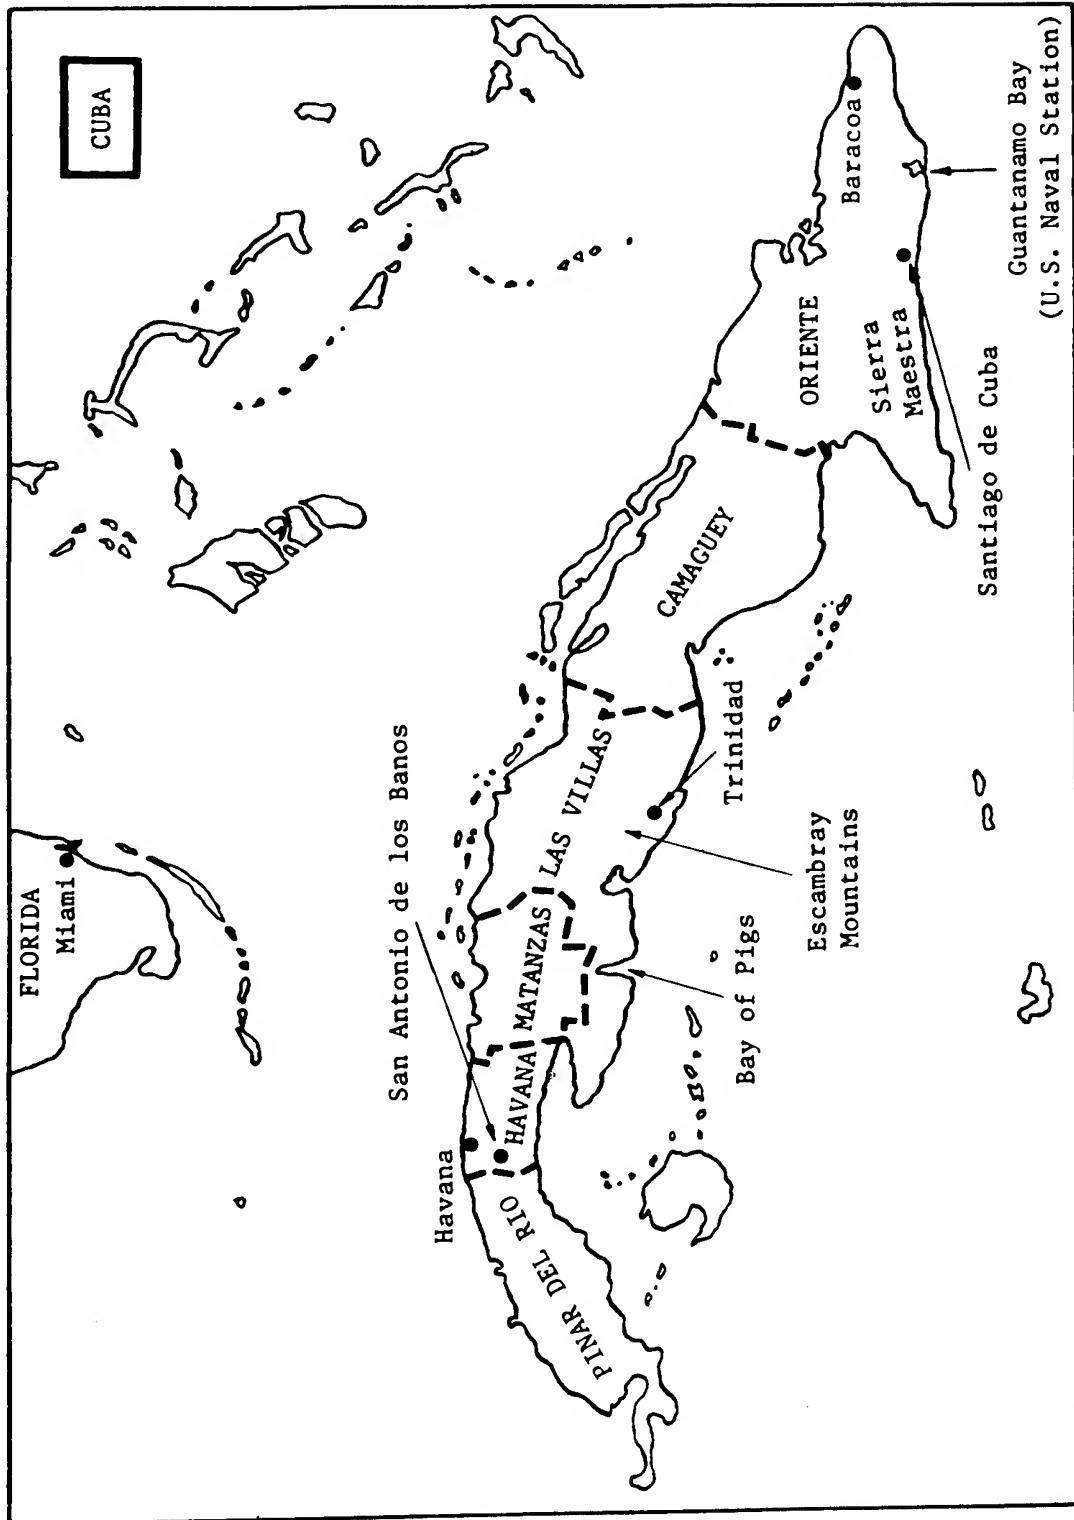 CUBA
FLORIDA
Miami
San Antonio de los Banos
Havana
PINAR DEL RIO
HAVANA
MATANZAS
LAS VILLAS
CAMAGUEY
ORIENTE
Sierra
Maestra
Baracoa
Bay of Pigs
Escambray
Mountains
Trinidad
Santiago de Cuba
Guantanamo Bay
(U.S. Naval Station)